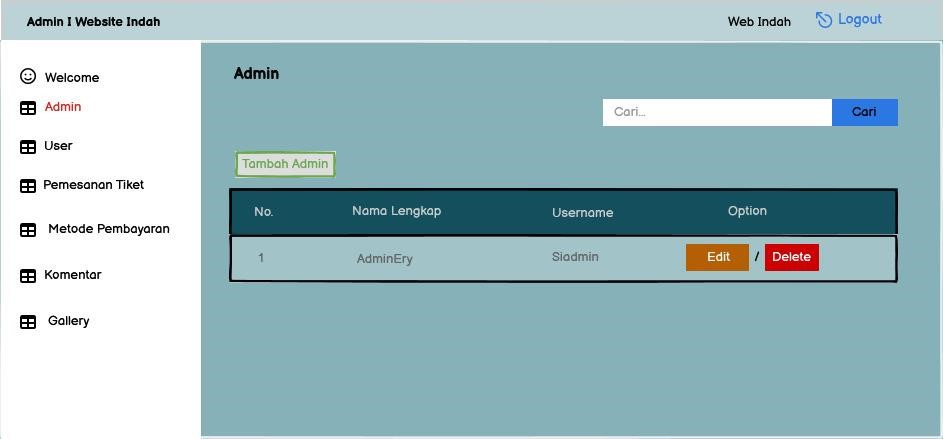 Admin I Website Indah
Web Indah
Logout
Welcome
Admin
User
Pemesanan Tiket
Metode Pembayaran
Komentar
Gallery
Admin
Cari...
Cari
Tambah Admin
No. Nama Lengkap Username Option
1 AdminEry Siadmin Edit / Delete